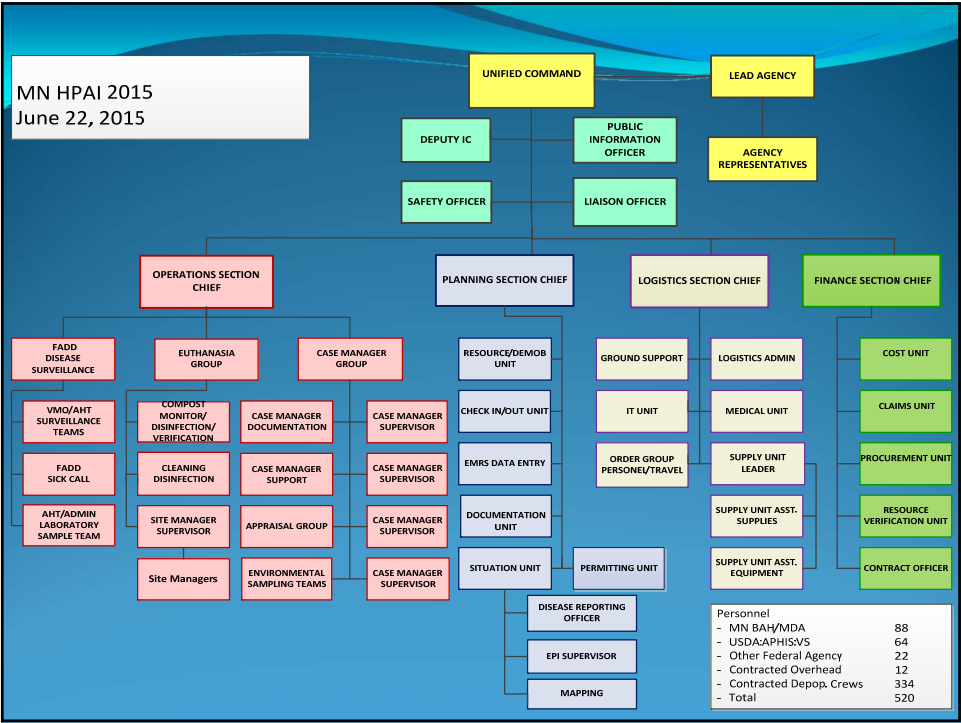 MN HPAI 2015
June 22, 2015
UNIFIED COMMAND
LEAD AGENCY
DEPUTY IC
PUBLIC
INFORMATION
OFFICER
AGENCY
REPRESENTATIVES
SAFETY OFFICER
LIAISON OFFICER
OPERATIONS SECTION
CHIEF
PLANNING SECTION CHIEF
LOGISTICS SECTION CHIEF
FINANCE SECTION CHIEF
FADD
DISEASE
SURVEILLANCE
EUTHANASIA
GROUP
CASE MANAGER
GROUP
VMO/AHT
SURVEILLANCE
TEAMS
FADD
SICK CALL
AHT/ADMIN
LABORATORY
SAMPLE TEAM
COMPOST
MONITOR/
DISINFECTION/
VERIFICATION
CLEANING
DISINFECTION
SITE MANAGER
SUPERVISOR
Site Managers
CASE MANAGER
DOCUMENTATION
CASE MANAGER
SUPPORT
APPRAISAL GROUP
ENVIRONMENTAL
SAMPLING TEAMS
CASE MANAGER
SUPERVISOR
CASE MANAGER
SUPERVISOR
CASE MANAGER
SUPERVISOR
CASE MANAGER
SUPERVISOR
RESOURCE/DEMOB
UNIT
CHECK IN/OUT UNIT
EMRS DATA ENTRY
DOCUMENTATION
UNIT
SITUATION UNIT
PERMITTING UNIT
DISEASE REPORTING
OFFICER
EPI SUPERVISOR
MAPPING
GROUND SUPPORT
IT UNIT
ORDER GROUP
PERSONEL/TRAVEL
LOGISTICS ADMIN
MEDICAL UNIT
SUPPLY UNIT
LEADER
SUPPLY UNIT ASST.
SUPPLIES
SUPPLY UNIT ASST.
EQUIPMENT
COST UNIT
CLAIMS UNIT
PROCUREMENT UNIT
RESOURCE
VERIFICATION UNIT
CONTRACT OFFICER
Personnel
- MN BAH/MDA 88
- USDA:APHIS:VS 64
- Other Federal Agency 22
- Contracted Overhead 12
- Contracted Depop. Crews 334
- Total 520